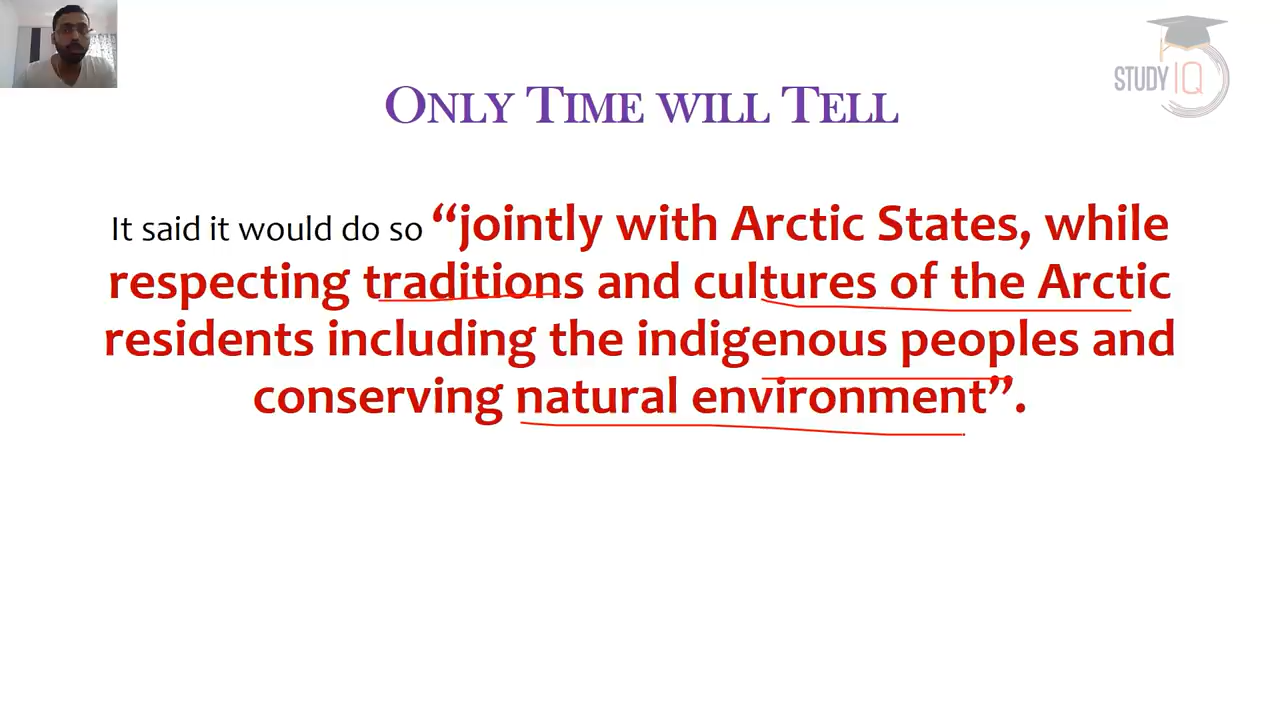 STUDY IQ
ONLY TIME WILL TELL
It said it would do so “jointly with Arctic States, while
respecting traditions and cultures of the Arctic
residents including the indigenous peoples and
conserving natural environment”.